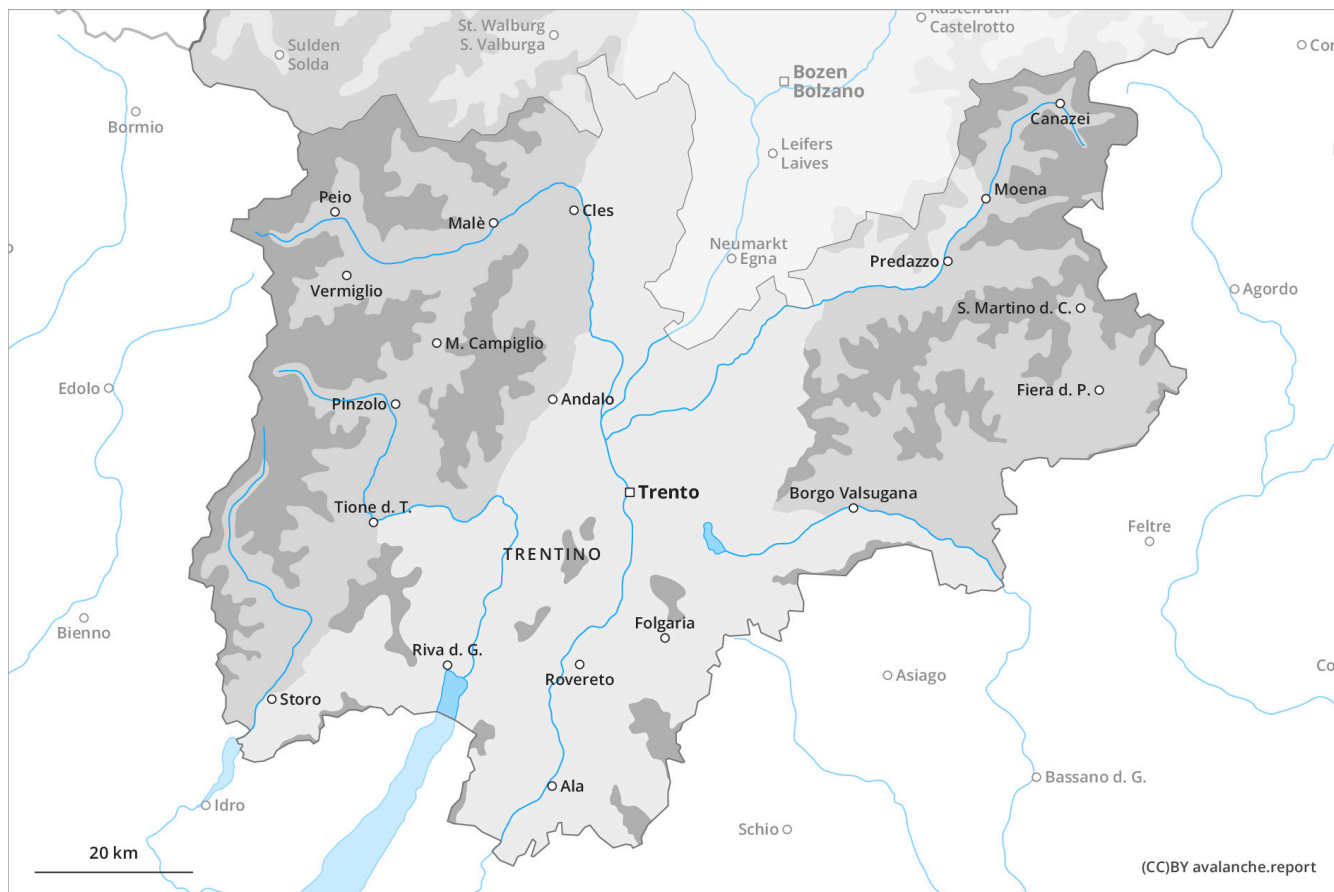 Sulden
Solda
St. Walburg
S. Valburga
Kastelruth
Castelrotto
Bozen
Bolzano
Bormio
Canazei
Leifers
Laives
Peio
Malè
Cles
Moena
Neumarkt
Egna
Predazzo
Vermiglio
Agordo
S. Martino d. C.
M. Campiglio
Edolo
Andalo
Fiera d. P.
Pinzolo
Trento
Borgo Valsugana
Tione d. T.
Feltre
TRENTINO
Bienno
Folgaria
Riva d. G.
Rovereto
Asiago
Storo
Ala
Bassano d. G.
Idro
Schio
20 km
(CC)BY avalanche.report